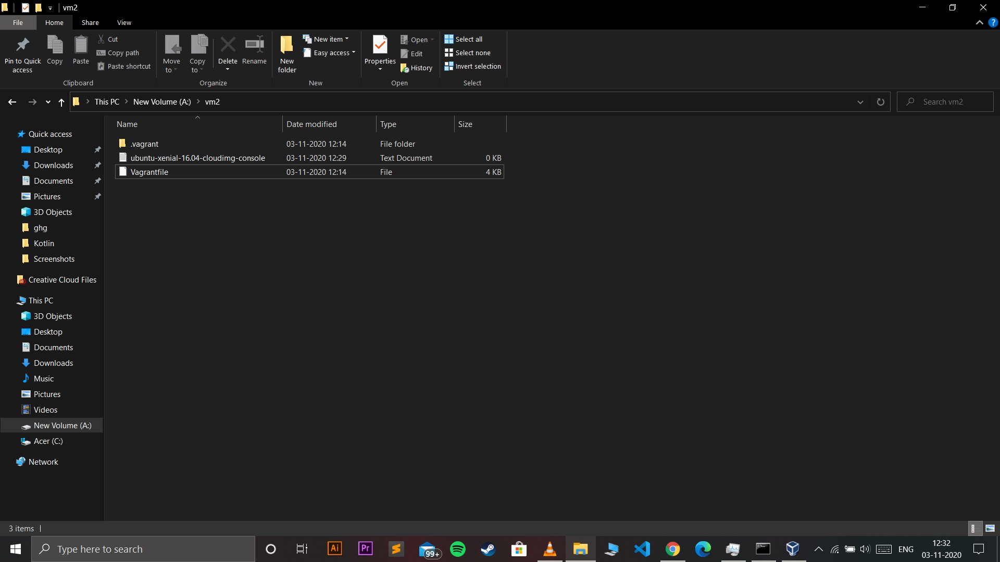 vm2
File Home Share View
Pin to Quick access
Copy
Paste
Cut
Copy path
Paste shortcut
Clipboard
Move to
Copy to
Delete
Rename
Organize
New folder
New item
Easy access
New
Properties
Open
Edit
History
Open
Select all
Select none
Invert selection
Select
This PC New Volume (A:) vm2
Search vm2
Name Date modified Type Size
.vagrant 03-11-2020 12:14 File folder
ubuntu-xenial-16.04-cloudimg-console 03-11-2020 12:29 Text Document 0 KB
Vagrantfile 03-11-2020 12:14 File 4 KB
Quick access
Desktop
Downloads
Documents
Pictures
3D Objects
ghg
Kotlin
Screenshots
Creative Cloud Files
This PC
3D Objects
Desktop
Documents
Downloads
Music
Pictures
Videos
New Volume (A:)
Acer (C:)
Network
3 items
Type here to search
Ai
Pr
99+
ENG
12:32
03-11-2020